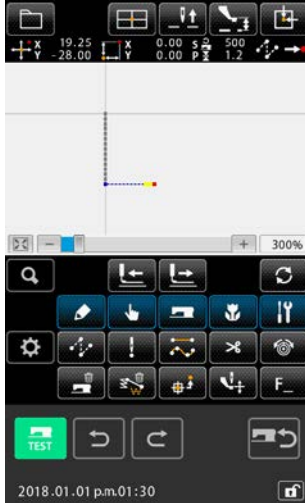 X 19.25 X 0.00 S 500
Y -28.00 Y 0.00 P 1.2
300%
W
F_
TEST
2018.01.01 p.m.01:30